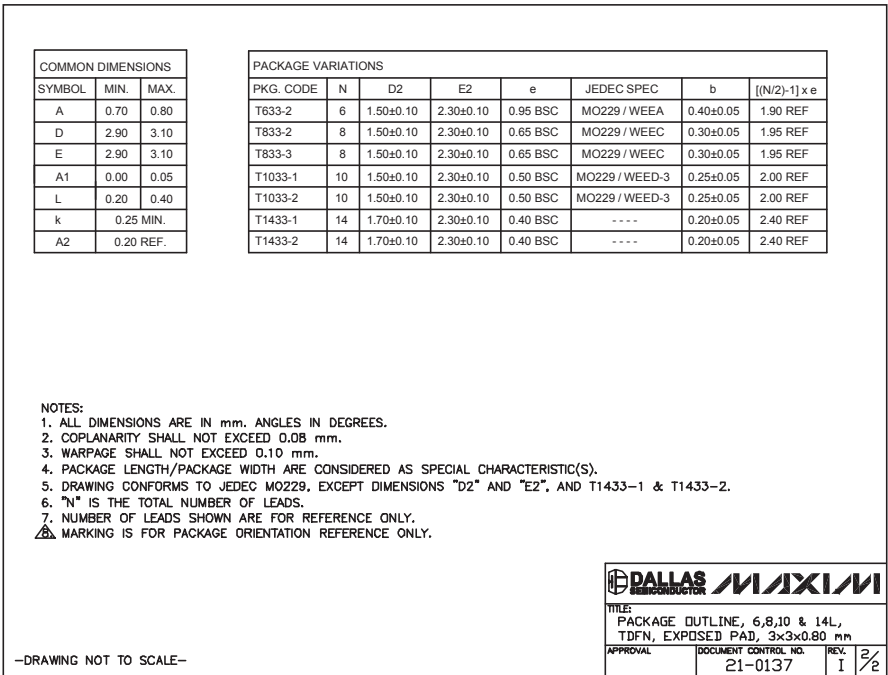 COMMON DIMENSIONS
SYMBOL MIN. MAX.
A 0.70 0.80
D 2.90 3.10
E 2.90 3.10
A1 0.00 0.05
L 0.20 0.40
k 0.25 MIN.
A2 0.20 REF.
PACKAGE VARIATIONS
PKG. CODE N D2 E2 e JEDEC SPEC b [(N/2)-1] x e
T633-2 6 1.50±0.10 2.30±0.10 0.95 BSC MO229 / WEEA 0.40±0.05 1.90 REF
T833-2 8 1.50±0.10 2.30±0.10 0.65 BSC MO229 / WEEC 0.30±0.05 1.95 REF
T833-3 8 1.50±0.10 2.30±0.10 0.65 BSC MO229 / WEEC 0.30±0.05 1.95 REF
T1033-1 10 1.50±0.10 2.30±0.10 0.50 BSC MO229 / WEED-3 0.25±0.05 2.00 REF
T1033-2 10 1.50±0.10 2.30±0.10 0.50 BSC MO229 / WEED-3 0.25±0.05 2.00 REF
T1433-1 14 1.70±0.10 2.30±0.10 0.40 BSC - - - - 0.20±0.05 2.40 REF
T1433-2 14 1.70±0.10 2.30±0.10 0.40 BSC - - - - 0.20±0.05 2.40 REF
NOTES:
1. ALL DIMENSIONS ARE IN mm. ANGLES IN DEGREES.
2. COPLANARITY SHALL NOT EXCEED 0.08 mm.
3. WARPAGE SHALL NOT EXCEED 0.10 mm.
4. PACKAGE LENGTH/PACKAGE WIDTH ARE CONSIDERED AS SPECIAL CHARACTERISTIC(S).
5. DRAWING CONFORMS TO JEDEC MO229, EXCEPT DIMENSIONS "D2" AND "E2", AND T1433-1 & T1433-2.
6. "N" IS THE TOTAL NUMBER OF LEADS.
7. NUMBER OF LEADS SHOWN ARE FOR REFERENCE ONLY.
8. MARKING IS FOR PACKAGE ORIENTATION REFERENCE ONLY.
DALLAS SEMICONDUCTOR MAXIM
TITLE:
PACKAGE OUTLINE, 6,8,10 & 14L,
TDFN, EXPOSED PAD, 3x3x0.80 mm
APPROVAL DOCUMENT CONTROL NO. REV.
21-0137 I 2/2
-DRAWING NOT TO SCALE-